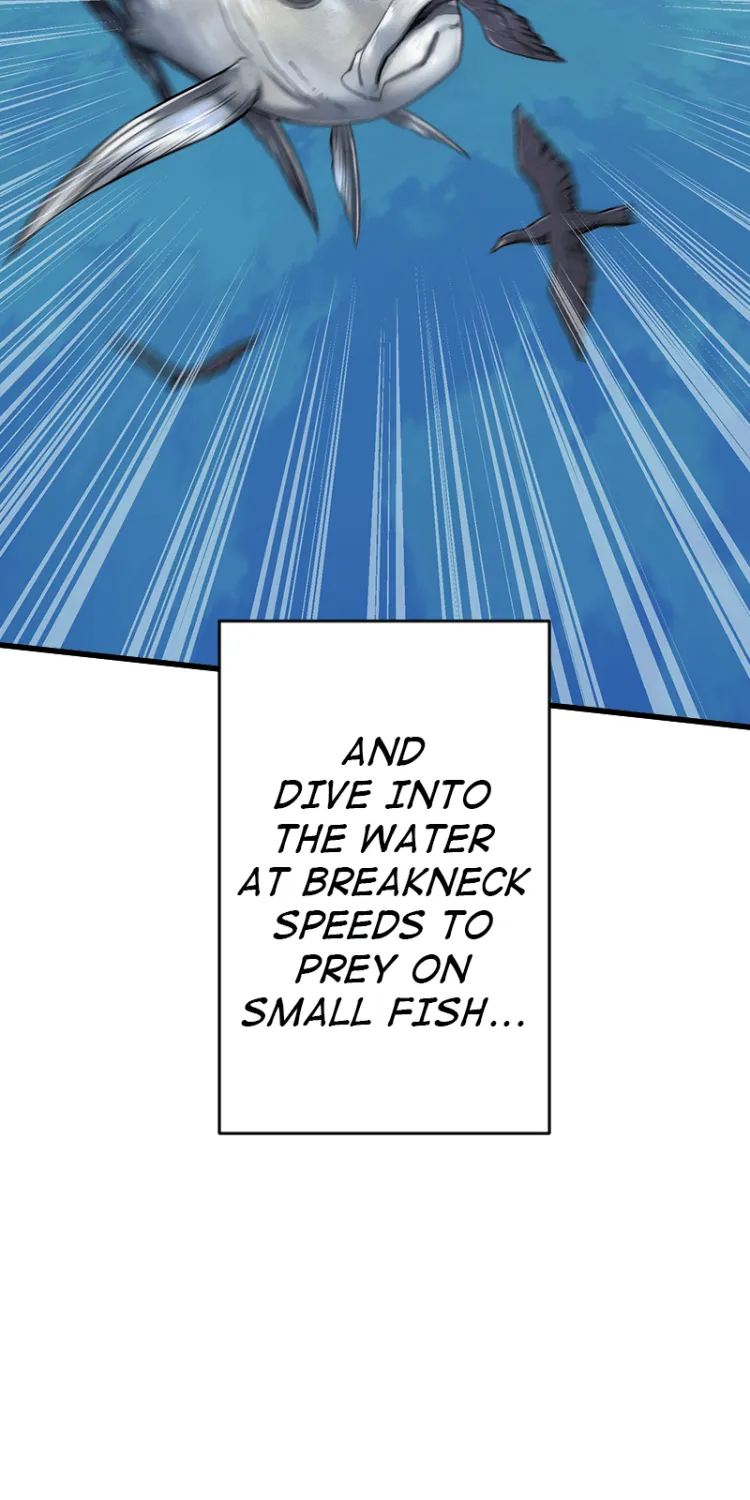 AND
DIVE INTO
THE WATER
AT BREAKNECK
SPEEDS TO
PREY ON
SMALL FISH...